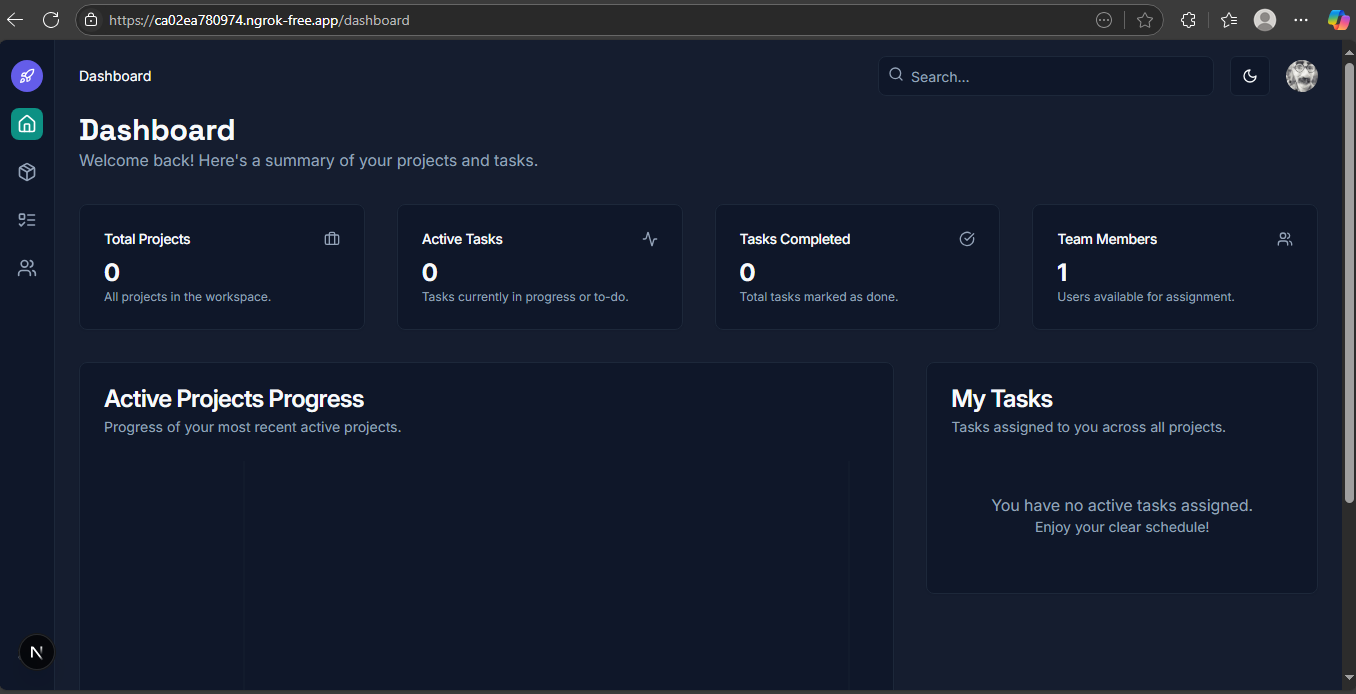 https://ca02ea780974.ngrok-free.app/dashboard
Dashboard
Search...
Dashboard
Welcome back! Here's a summary of your projects and tasks.
Total Projects
0
All projects in the workspace.
Active Tasks
0
Tasks currently in progress or to-do.
Tasks Completed
0
Total tasks marked as done.
Team Members
1
Users available for assignment.
Active Projects Progress
Progress of your most recent active projects.
My Tasks
Tasks assigned to you across all projects.
You have no active tasks assigned.
Enjoy your clear schedule!
N